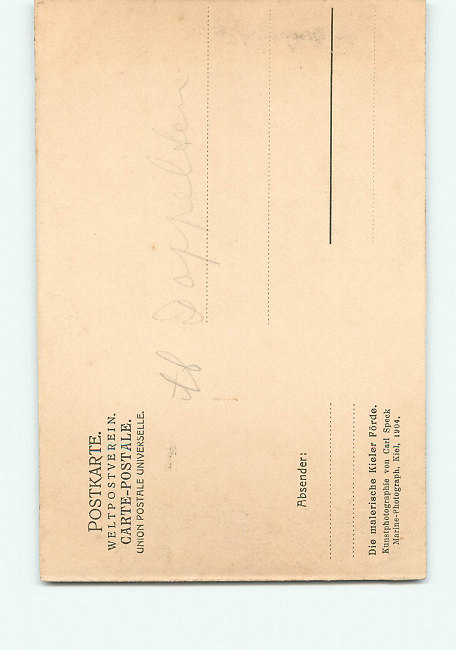 POSTKARTE.
WELTPOSTVEREIN.
CARTE-POSTALE.
UNION POSTALE UNIVERSELLE.
Absender:
Die malerische Kieler Förde.
Kunstphotographie von Carl Speck
Marine-Photograph, Kiel, 1904.